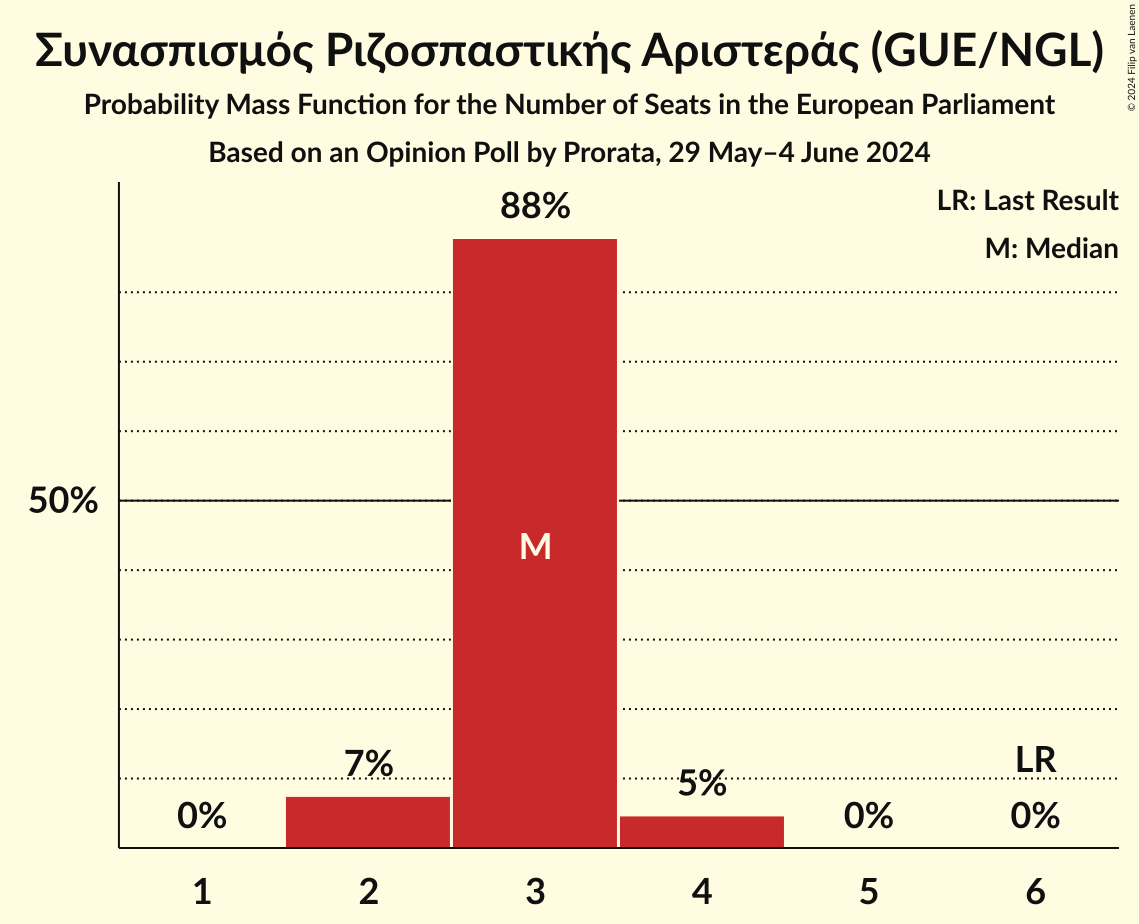 Συνασπισμός Ριζοσπαστικής Αριστεράς (GUE/NGL)
Probability Mass Function for the Number of Seats in the European Parliament
Based on an Opinion Poll by Prorata, 29 May–4 June 2024
© 2024 Filip van Laenen
LR: Last Result
M: Median
88%
50%
M
7%
5%
LR
0%
0%
0%
1 2 3 4 5 6